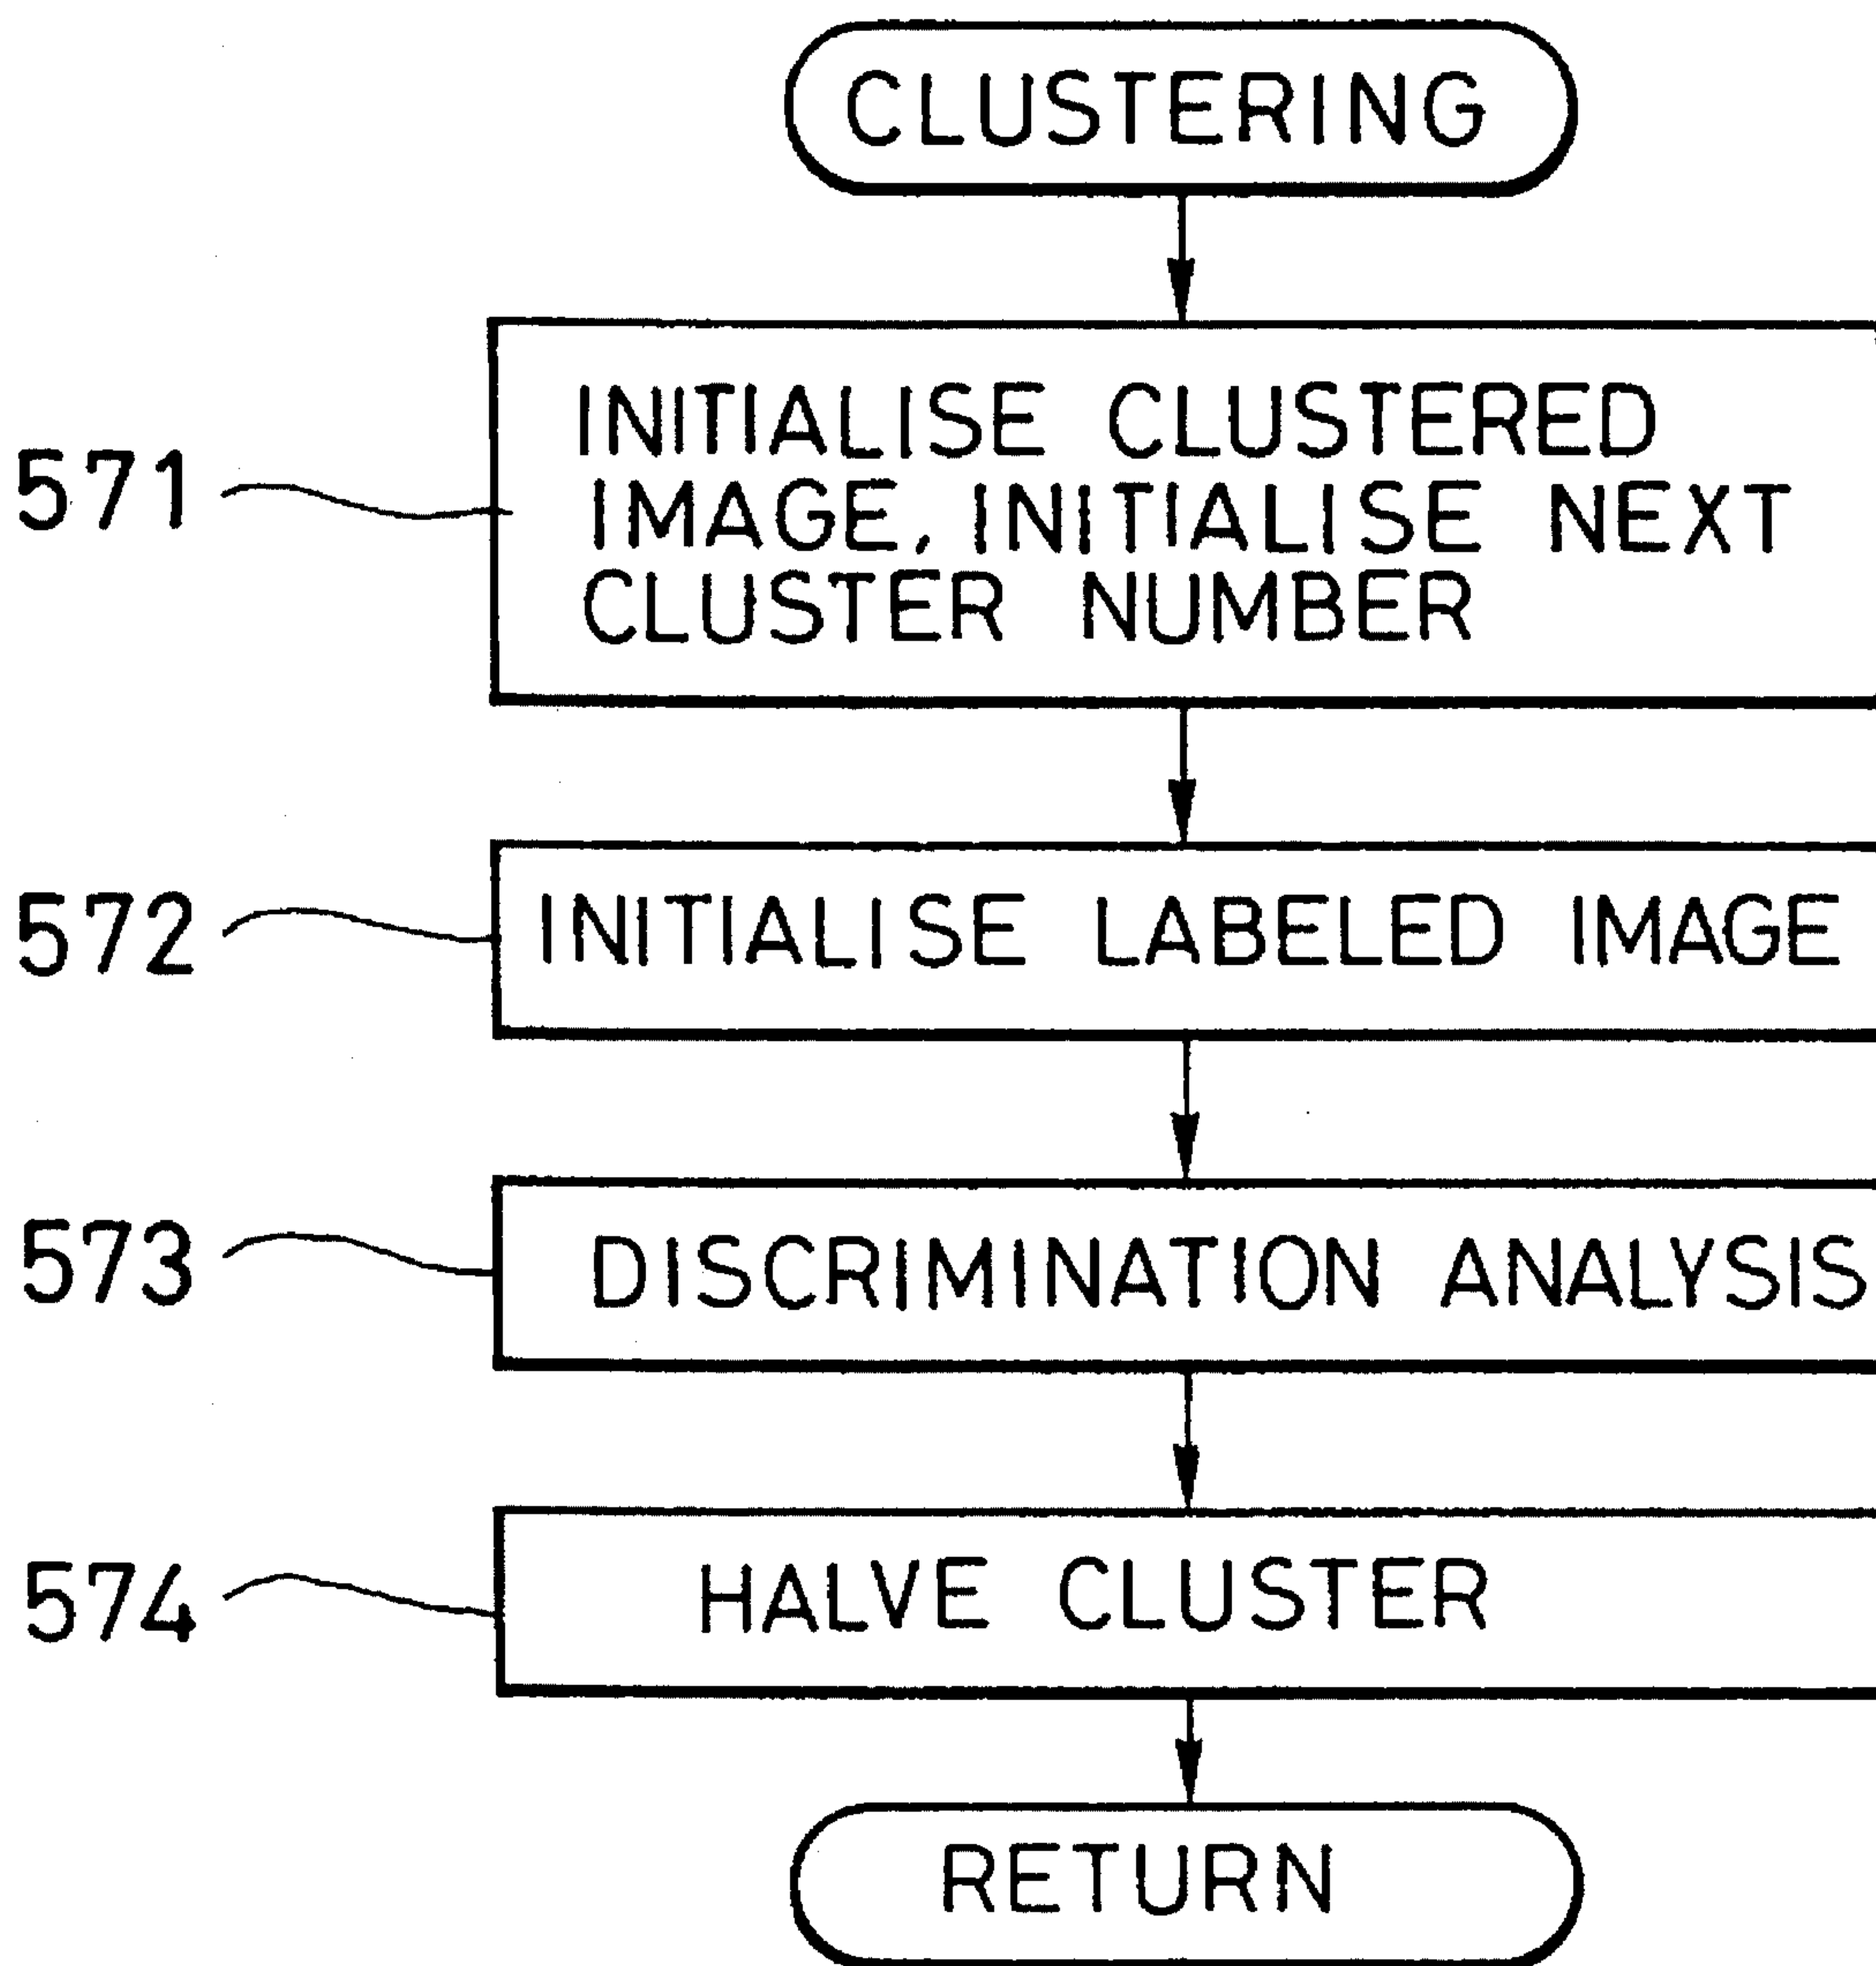 CLUSTERING
571
INITIALISE CLUSTERED
IMAGE, INITIALISE NEXT
CLUSTER NUMBER
572
INITIALISE LABELED IMAGE
573
DISCRIMINATION ANALYSIS
574
HALVE CLUSTER
RETURN